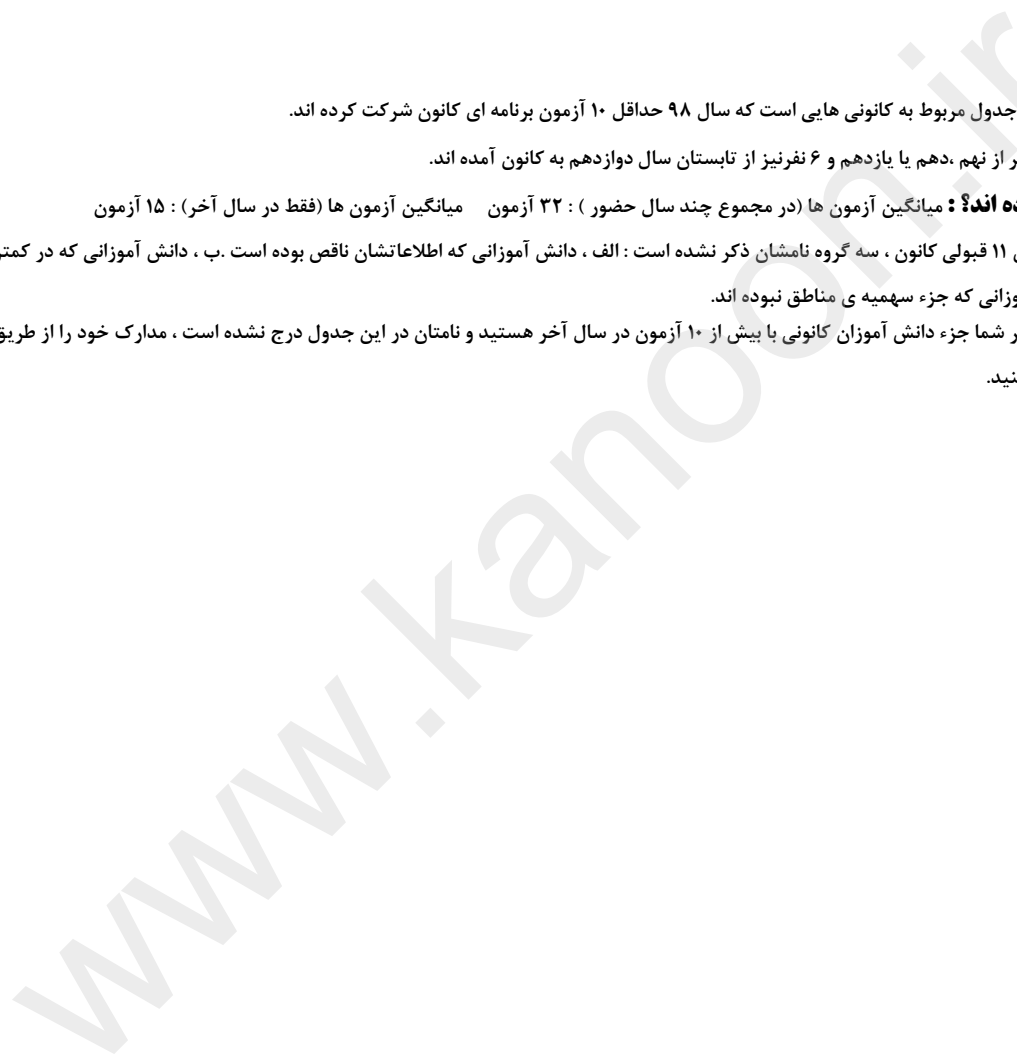 جدول مربوط به کانونی هایی است که سال ۹۸ حداقل ۱۰ آزمون برنامه ای کانون شرکت کرده اند.
ر از نهم ،دهم یا یازدهم و ۶ نفرنیز از تابستان سال دوازدهم به کانون آمده اند.
ده اند؟ : میانگین آزمون ها (در مجموع چند سال حضور ) : ۳۲ آزمون میانگین آزمون ها (فقط در سال آخر) : ۱۵ آزمون
۱۱ قبولی کانون ، سه گروه نامشان ذکر نشده است : الف ، دانش آموزانی که اطلاعاتشان ناقص بوده است .ب ، دانش آموزانی که در کمتر
وزانی که جزء سهمیه ی مناطق نبوده اند.
ر شما جزء دانش آموزان کانونی با بیش از ۱۰ آزمون در سال آخر هستید و نامتان در این جدول درج نشده است ، مدارک خود را از طریق
نید.
www.kanoon.ir